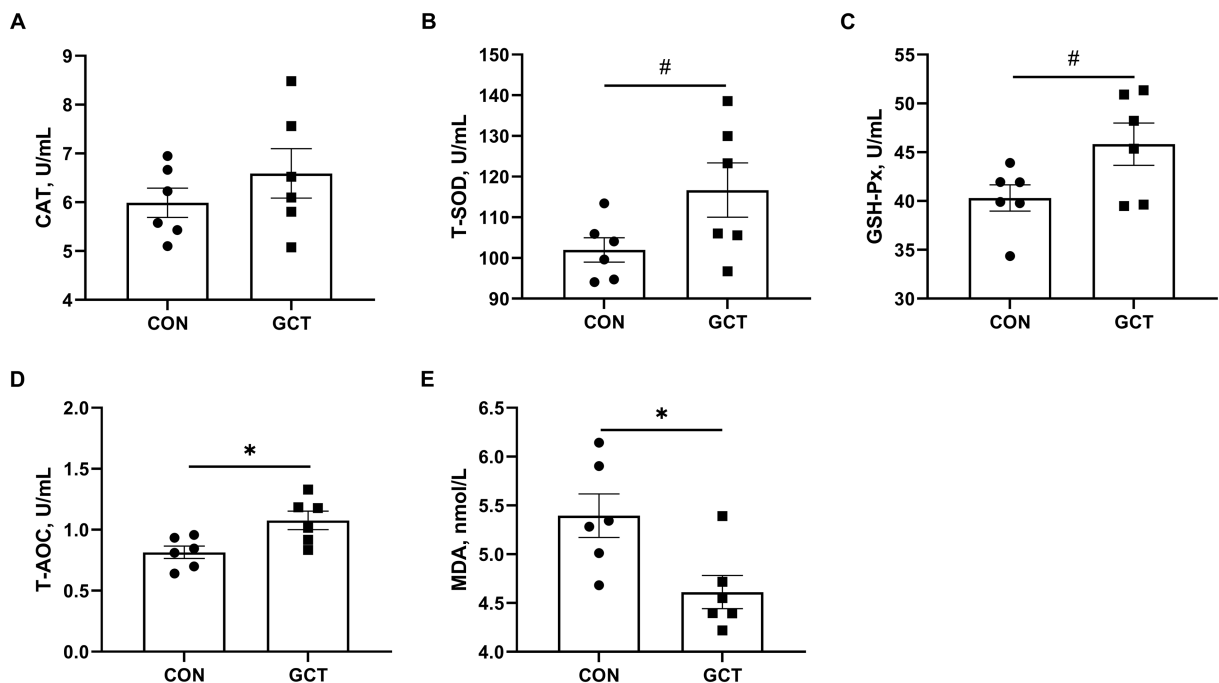 A
CAT, U/mL
9
8
7
6
5
4
CON GCT
B
T-SOD, U/mL
150
140
130
120
110
100
90
#
CON GCT
C
GSH-Px, U/mL
55
50
45
40
35
30
#
CON GCT
D
T-AOC, U/mL
2.0
1.5
1.0
0.5
0.0
*
CON GCT
E
MDA, nmol/L
6.5
6.0
5.5
5.0
4.5
4.0
*
CON GCT